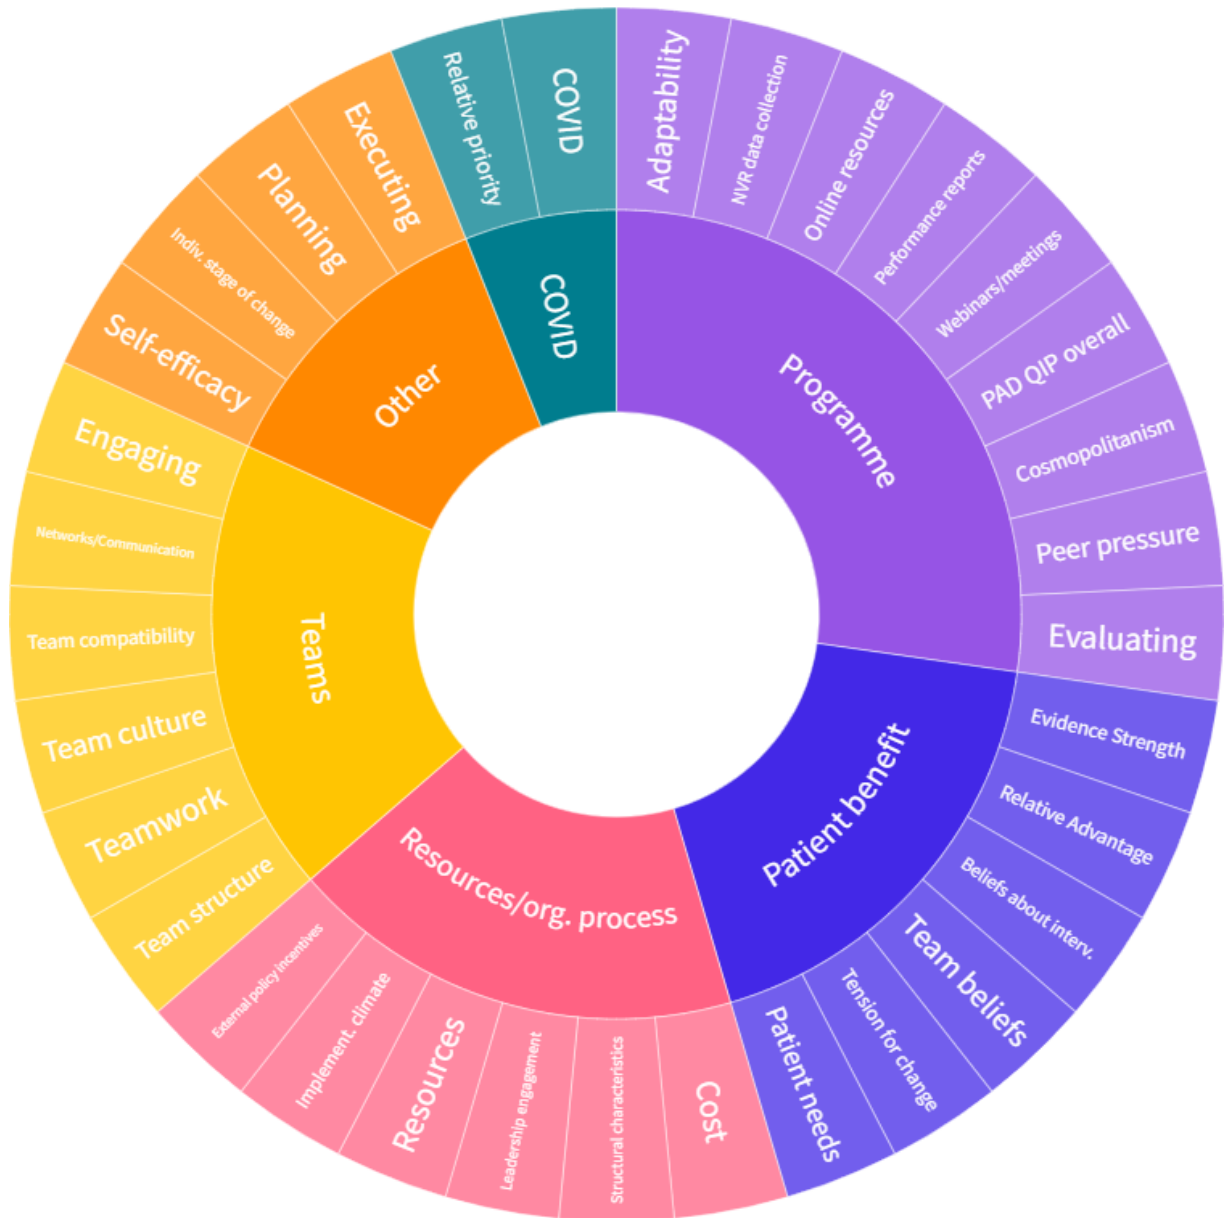 Programme
Adaptability
NVR data collection
Online resources
Performance reports
Webinars/meetings
PAD QIP overall
Cosmopolitanism
Peer pressure
Evaluating
Patient benefit
Evidence Strength
Relative Advantage
Beliefs about interv.
Team beliefs
Tension for change
Patient needs
Resources/org. process
Cost
Structural characteristics
Leadership engagement
Resources
Implement. climate
External policy incentives
Teams
Team structure
Teamwork
Team culture
Team compatibility
Networks/Communication
Engaging
Other
Self-efficacy
Indiv. stage of change
Planning
Executing
COVID
Relative priority
COVID